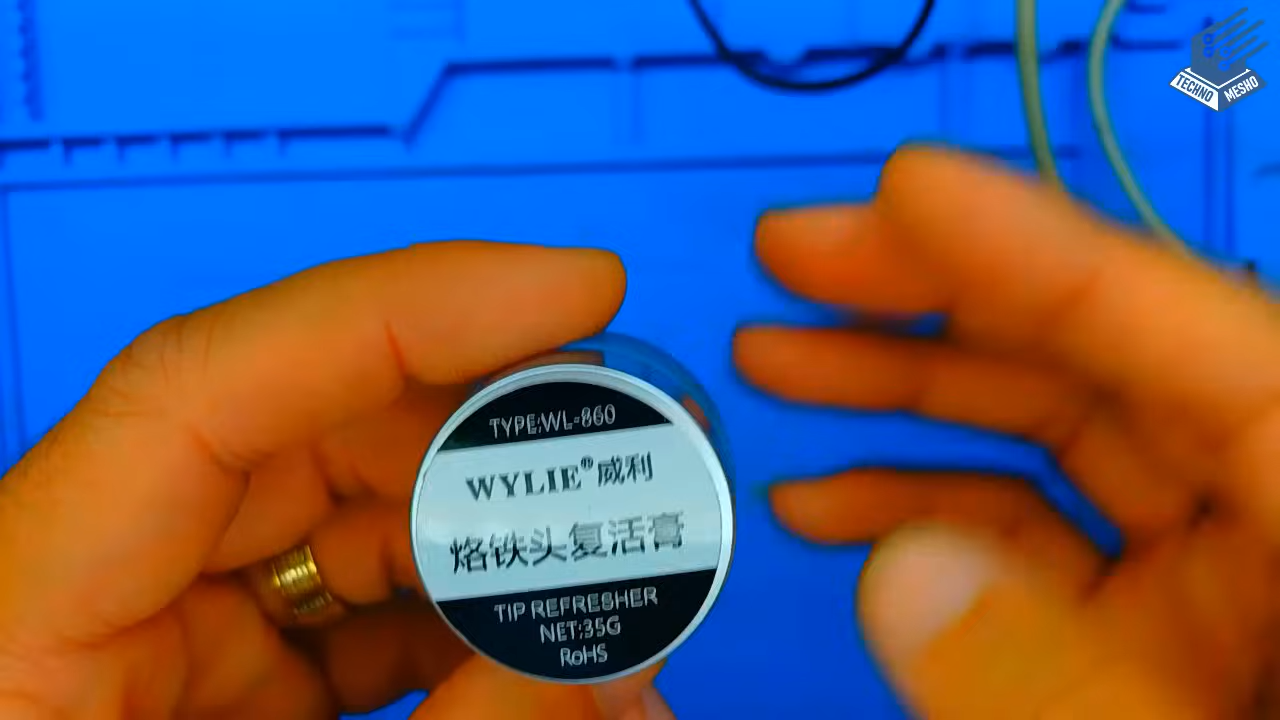 TECHNO MESHO
TYPE:WL-860
WYLIE®威利
烙铁头复活膏
TIP REFRESHER
NET:35G
RoHS